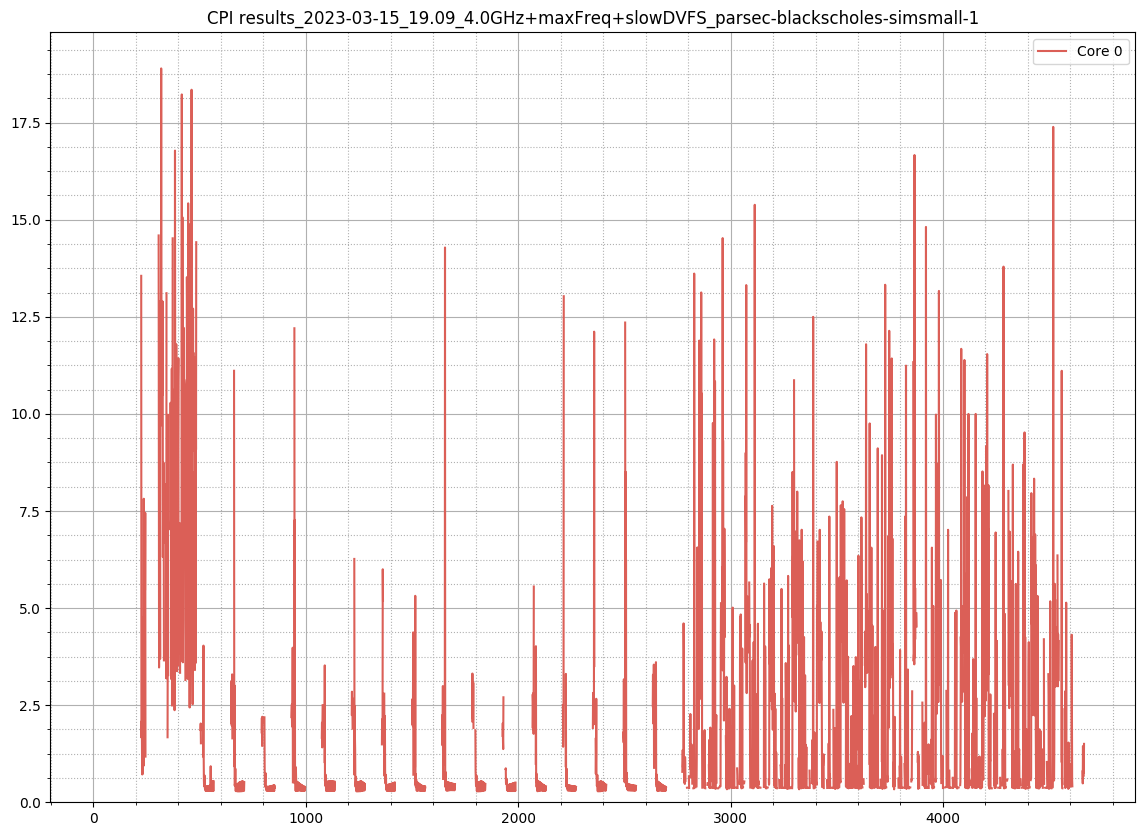 CPI results_2023-03-15_19.09_4.0GHz+maxFreq+slowDVFS_parsec-blackscholes-simsmall-1
Core 0
17.5
15.0
12.5
10.0
7.5
5.0
2.5
0.0
0 1000 2000 3000 4000